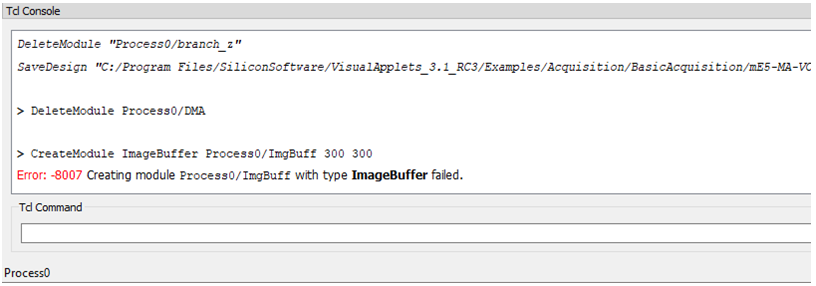 Tcl Console
DeleteModule "Process0/branch_z"
SaveDesign "C:/Program Files/SiliconSoftware/VisualApplets_3.1_RC3/Examples/Acquisition/BasicAcquisition/mE5-MA-VC
> DeleteModule Process0/DMA
> CreateModule ImageBuffer Process0/ImgBuff 300 300
Error: -8007 Creating module Process0/ImgBuff with type ImageBuffer failed.
Tcl Command
Process0